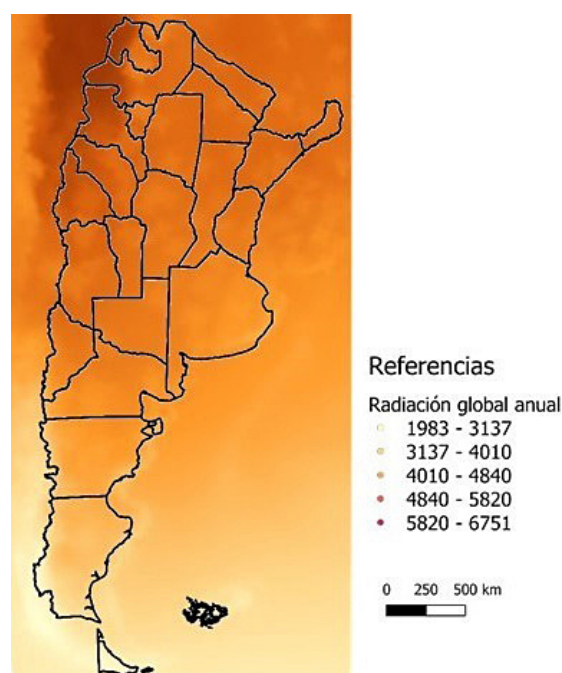 Referencias
Radiación global anual
1983 - 3137
3137 - 4010
4010 - 4840
4840 - 5820
5820 - 6751
0 250 500 km